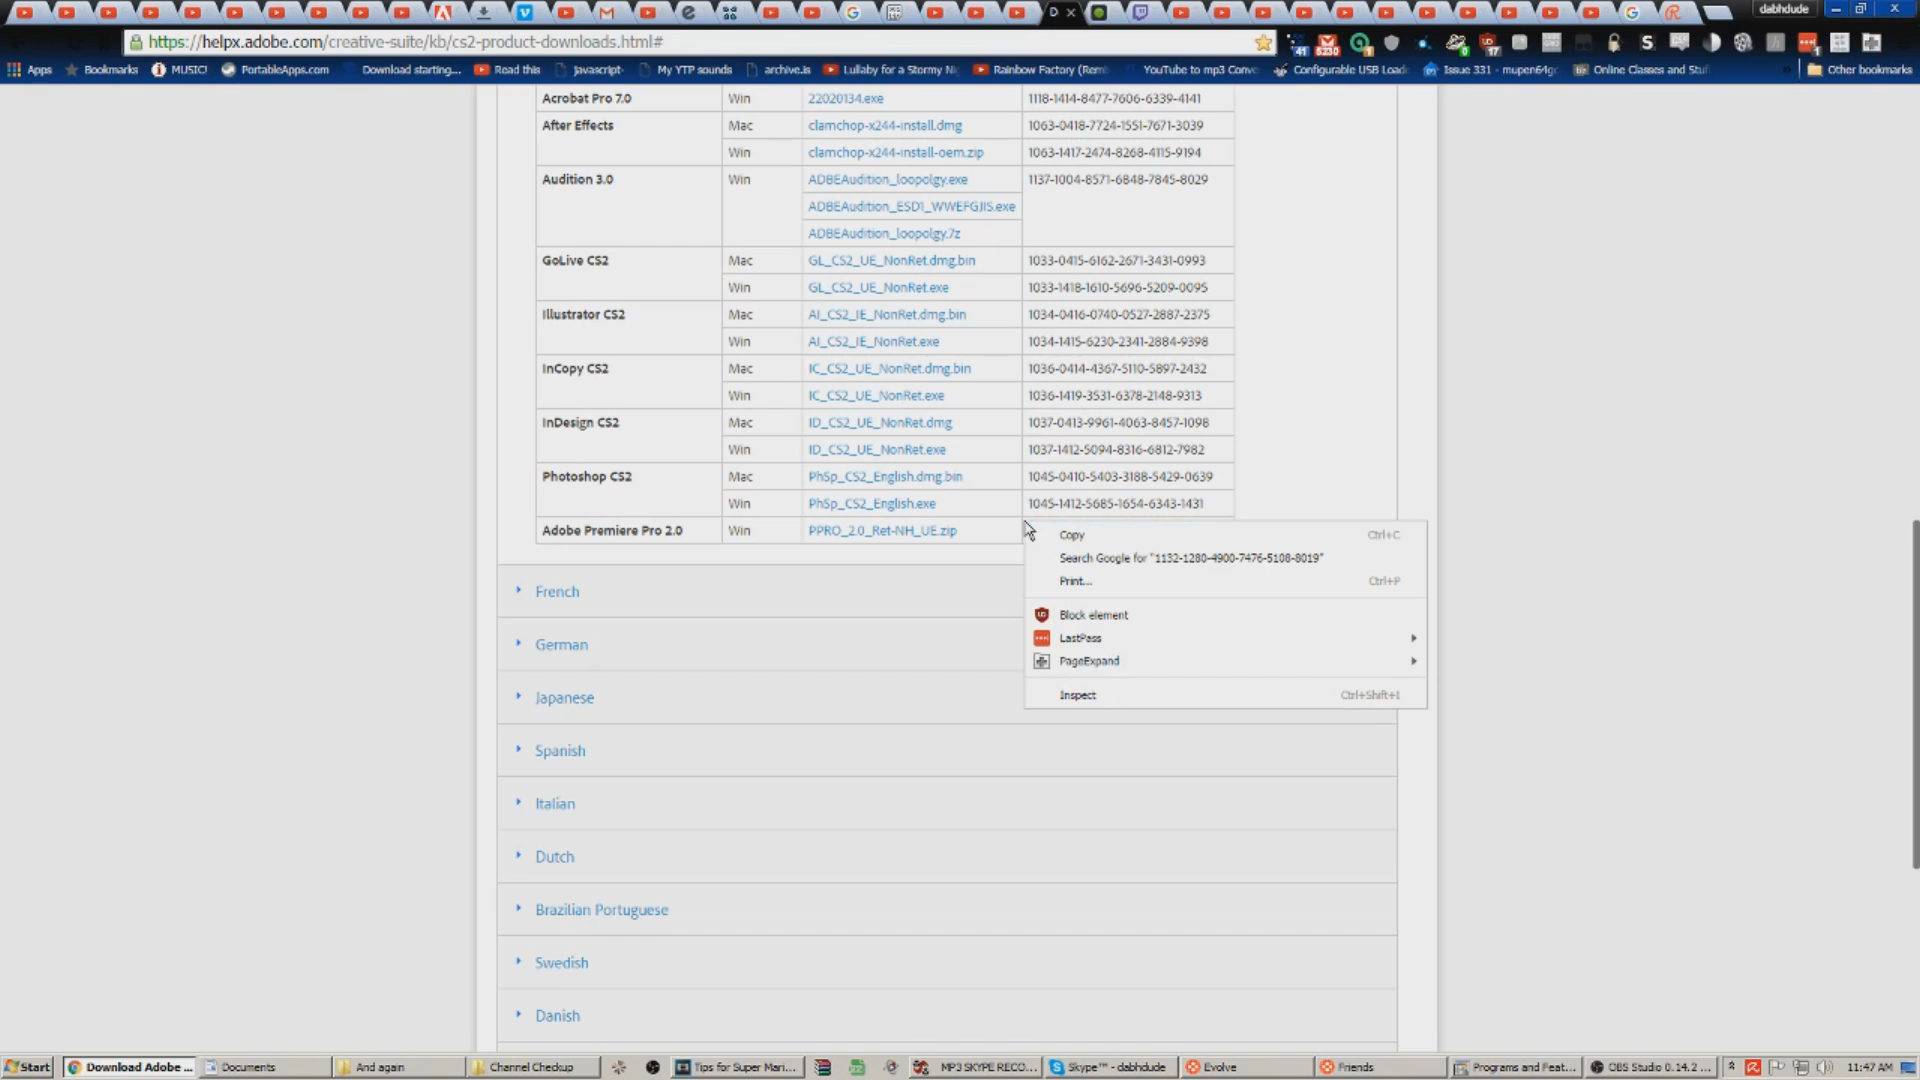 dabhdude
https://helpx.adobe.com/creative-suite/kb/cs2-product-downloads.html#
Apps Bookmarks MUSIC! PortableApps.com Download starting... Read this javascript My YTP sounds archive.is Lullaby for a Stormy Ni Rainbow Factory (Remi YouTube to mp3 Conve Configurable USB Load Issue 331 - mupen64g Online Classes and Stuf Other bookmarks
Acrobat Pro 7.0 Win 22020134.exe 1118-1414-8477-7606-6339-4141
After Effects Mac clamchop-x244-install.dmg 1063-0418-7724-1551-7671-3039
Win clamchop-x244-install-oem.zip 1063-1417-2474-8268-4115-9194
Audition 3.0 Win ADBEAudition_loopolgy.exe 1137-1004-8571-6848-7845-8029
ADBEAudition_ESD1_WWEFGJIS.exe
ADBEAudition_loopolgy.7z
GoLive CS2 Mac GL_CS2_UE_NonRet.dmg.bin 1033-0415-6162-2671-3431-0993
Win GL_CS2_UE_NonRet.exe 1033-1418-1610-5696-5209-0095
Illustrator CS2 Mac AI_CS2_IE_NonRet.dmg.bin 1034-0416-0740-0527-2887-2375
Win AI_CS2_IE_NonRet.exe 1034-1415-6230-2341-2884-9398
InCopy CS2 Mac IC_CS2_UE_NonRet.dmg.bin 1036-0414-4367-5110-5897-2432
Win IC_CS2_UE_NonRet.exe 1036-1419-3531-6378-2148-9313
InDesign CS2 Mac ID_CS2_UE_NonRet.dmg 1037-0413-9961-4063-8457-1098
Win ID_CS2_UE_NonRet.exe 1037-1412-5094-8316-6812-7982
Photoshop CS2 Mac PhSp_CS2_English.dmg.bin 1045-0410-5403-3188-5429-0639
Win PhSp_CS2_English.exe 1045-1412-5685-1654-6343-1431
Adobe Premiere Pro 2.0 Win PPRO_2.0_Ret-NH_UE.zip
Copy Ctrl+C
Search Google for "1132-1280-4900-7476-5108-8019"
Print... Ctrl+P
Block element
LastPass
PageExpand
Inspect Ctrl+Shift+I
French
German
Japanese
Spanish
Italian
Dutch
Brazilian Portuguese
Swedish
Danish
Start Download Adobe ... Documents And again Channel Checkup Tips for Super Mari... MP3 SKYPE RECO... Skype™ - dabhdude Evolve Friends Programs and Feat... OBS Studio 0.14.2 ... 11:47 AM